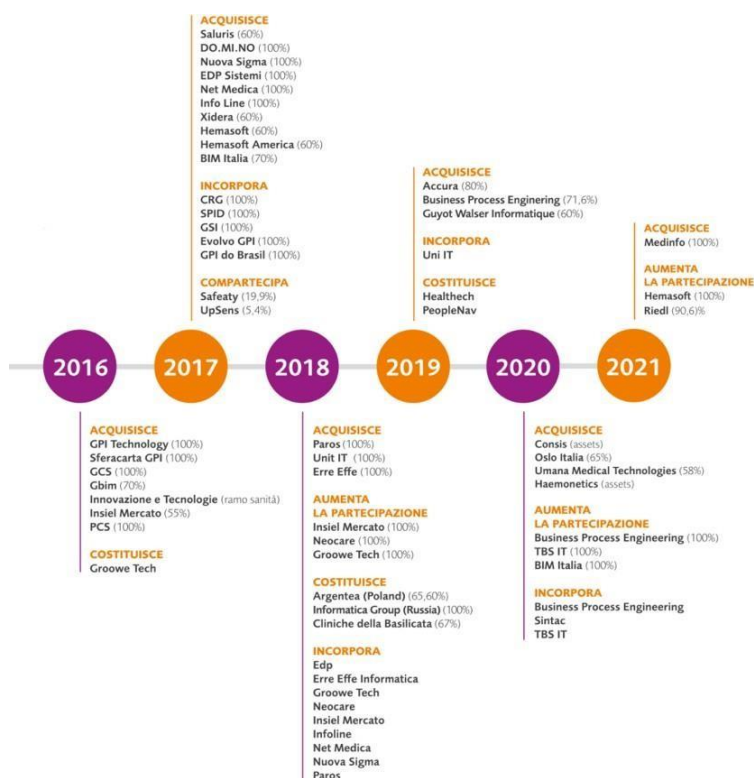 ACQUISISCE
Saluris (60%)
DO.MI.NO (100%)
Nuova Sigma (100%)
EDP Sistemi (100%)
Net Medica (100%)
Info Line (100%)
Xidera (60%)
Hemasoft (60%)
Hemasoft America (60%)
BIM Italia (70%)
INCORPORA
CRG (100%)
SPID (100%)
GSI (100%)
Evolvo GPI (100%)
GPI do Brasil (100%)
COMPARTECIPA
Safeaty (19,9%)
UpSens (5,4%)
ACQUISISCE
Accura (80%)
Business Process Enginering (71,6%)
Guyot Walser Informatique (60%)
INCORPORA
Uni IT
COSTITUISCE
Healthech
PeopleNav
ACQUISISCE
Medinfo (100%)
AUMENTA
LA PARTECIPAZIONE
Hemasoft (100%)
Riedl (90,6)%
2016
2017
2018
2019
2020
2021
ACQUISISCE
GPI Technology (100%)
Sferacarta GPI (100%)
GCS (100%)
Gbim (70%)
Innovazione e Tecnologie (ramo sanità)
Insiel Mercato (55%)
PCS (100%)
COSTITUISCE
Groowe Tech
ACQUISISCE
Paros (100%)
Unit IT (100%)
Erre Effe (100%)
AUMENTA
LA PARTECIPAZIONE
Insiel Mercato (100%)
Neocare (100%)
Groowe Tech (100%)
COSTITUISCE
Argentea (Poland) (65,60%)
Informatica Group (Russia) (100%)
Cliniche della Basilicata (67%)
INCORPORA
Edp
Erre Effe Informatica
Groowe Tech
Neocare
Insiel Mercato
Infoline
Net Medica
Nuova Sigma
Paros
ACQUISISCE
Consis (assets)
Oslo Italia (65%)
Umana Medical Technologies (58%)
Haemonetics (assets)
AUMENTA
LA PARTECIPAZIONE
Business Process Engineering (100%)
TBS IT (100%)
BIM Italia (100%)
INCORPORA
Business Process Engineering
Sintac
TBS IT